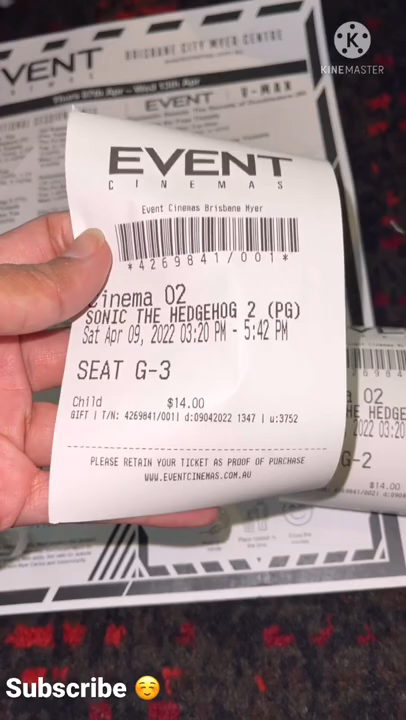 KINEMASTER
EVENT
BRISBANE CITY MYER CENTRE
EVENT
V-MAX
EVENT
CINEMAS
Event Cinemas Brisbane Myer
*4269841/001*
Cinema 02
SONIC THE HEDGEHOG 2 (PG)
Sat Apr 09, 2022 03:20 PM - 5:42 PM
SEAT G-3
Child $14.00
GIFT | T/N: 4269841/001| d:09042022 1347 | u:3752
PLEASE RETAIN YOUR TICKET AS PROOF OF PURCHASE
WWW.EVENTCINEMAS.COM.AU
02
HE HEDGE
2022 03:20
G-2
$14.00
Subscribe ☺️